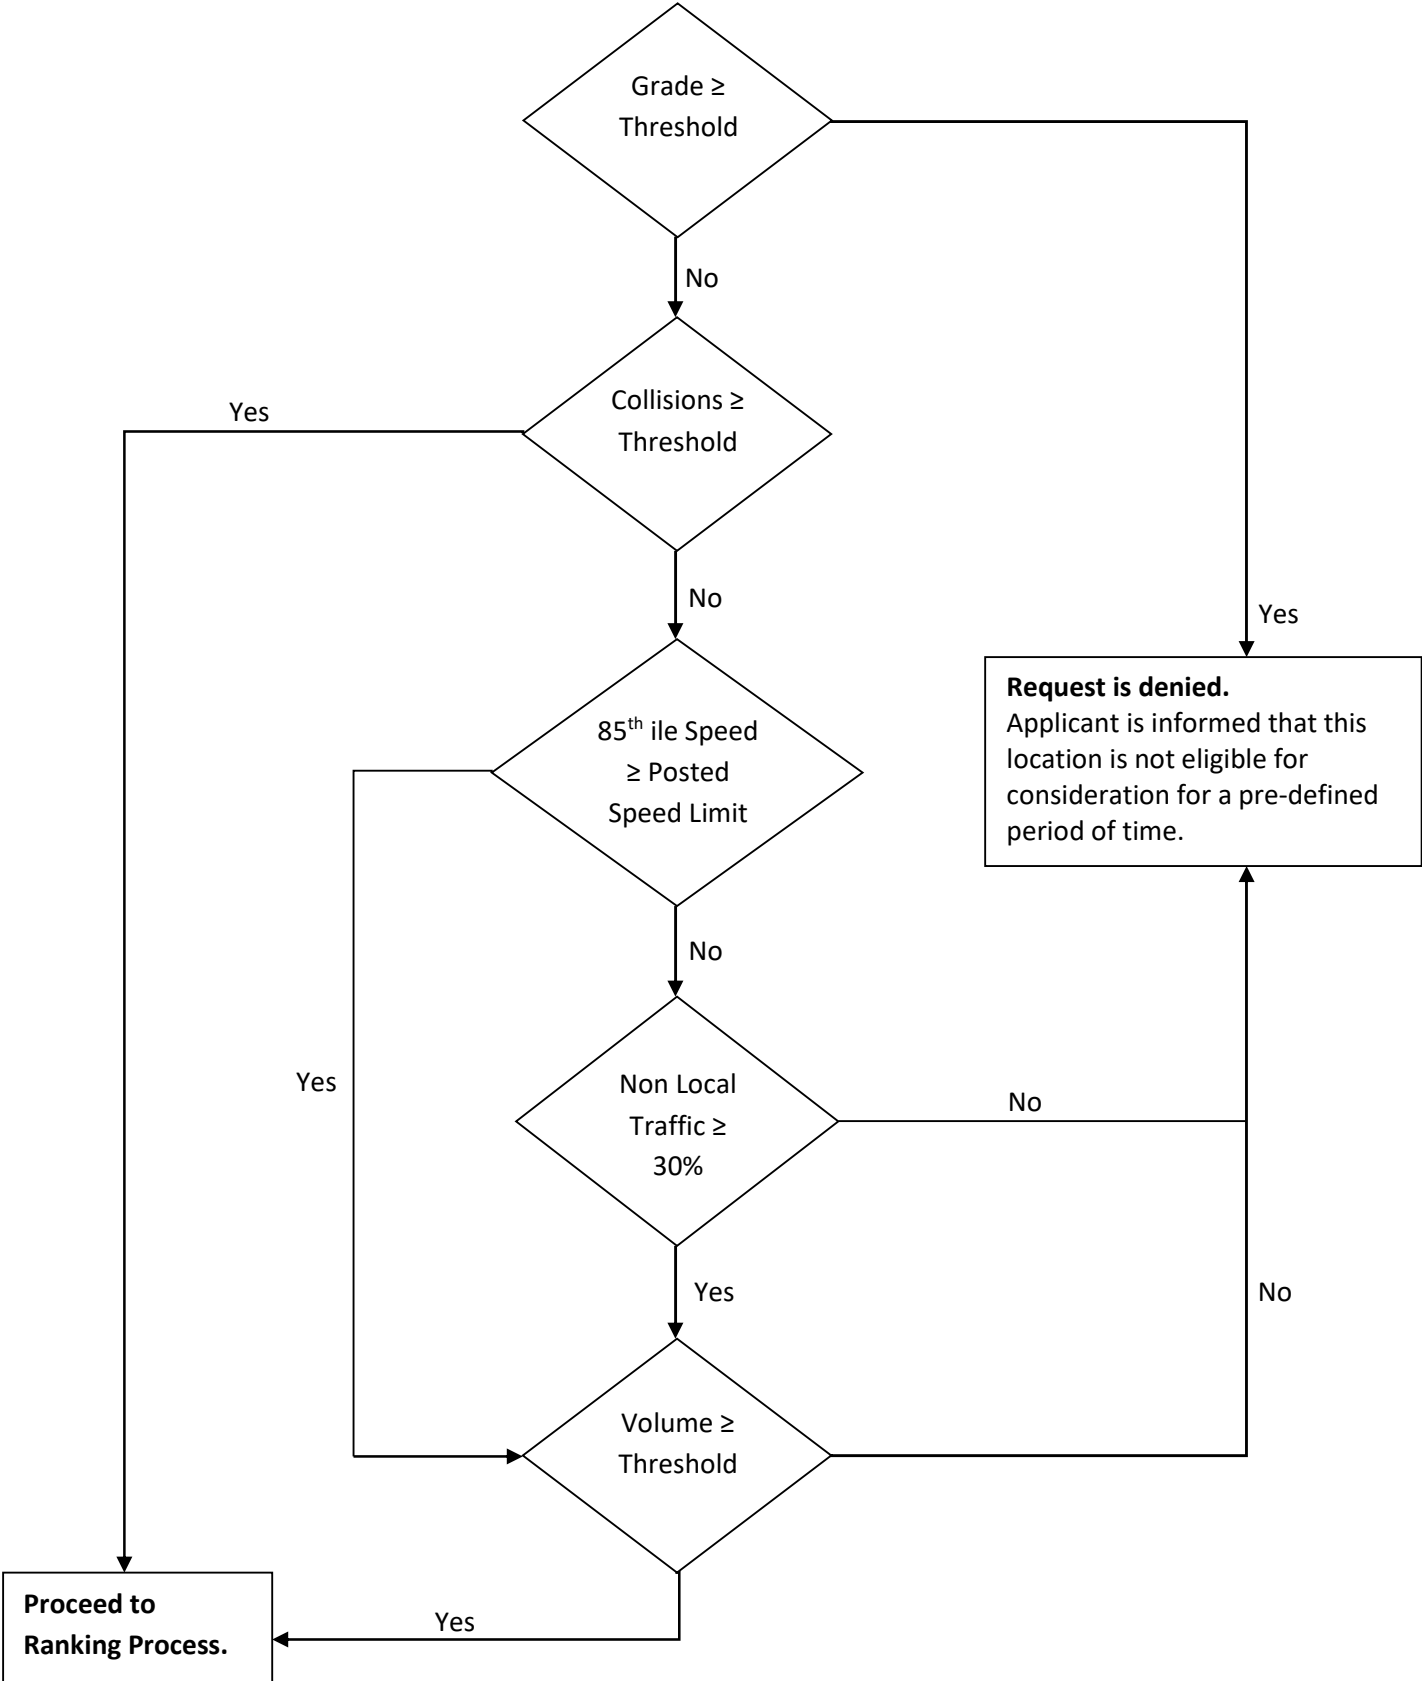 Grade ≥
Threshold
No
Collisions ≥
Threshold
Yes
No
Yes
85th ile Speed
≥ Posted
Speed Limit
Request is denied.
Applicant is informed that this
location is not eligible for
consideration for a pre-defined
period of time.
No
Yes
Non Local
Traffic ≥
30%
No
Yes
No
Volume ≥
Threshold
Yes
Proceed to
Ranking Process.